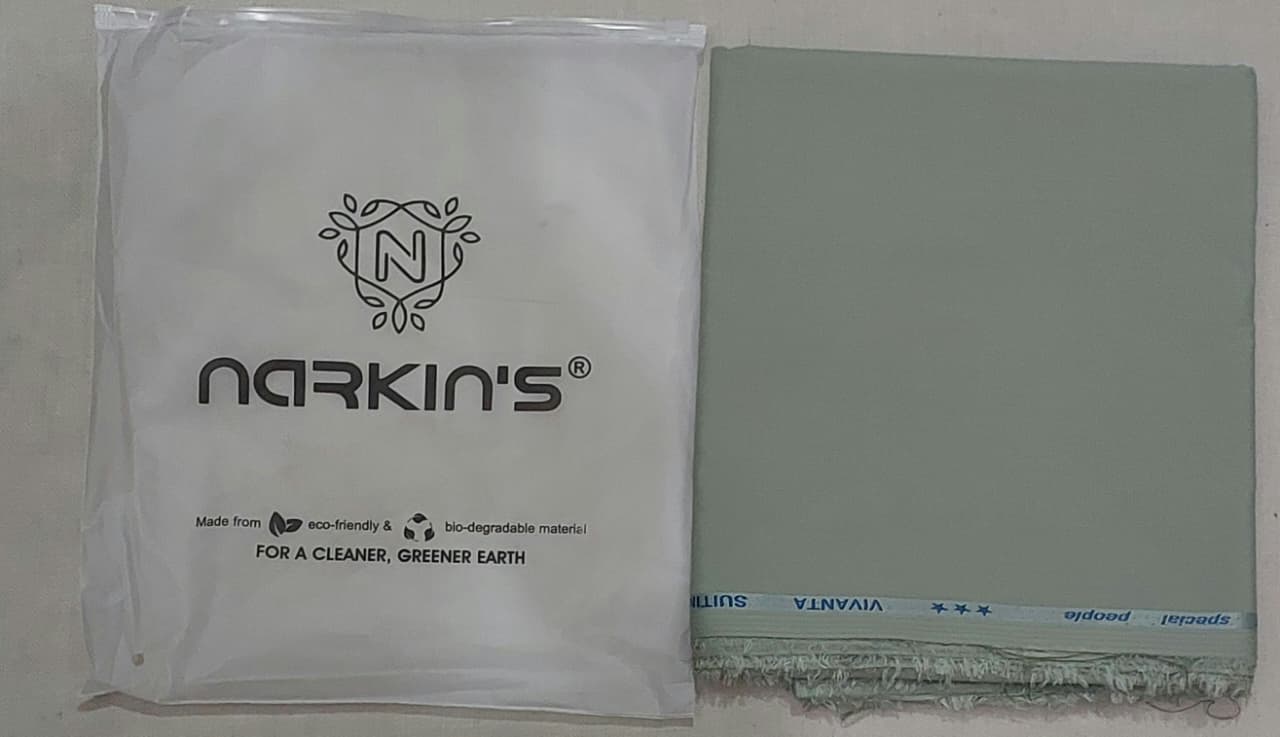 N
NARKIN'S®
Made from eco-friendly & bio-degradable material
FOR A CLEANER, GREENER EARTH
special people ★★★ VIVANTA SUITIN